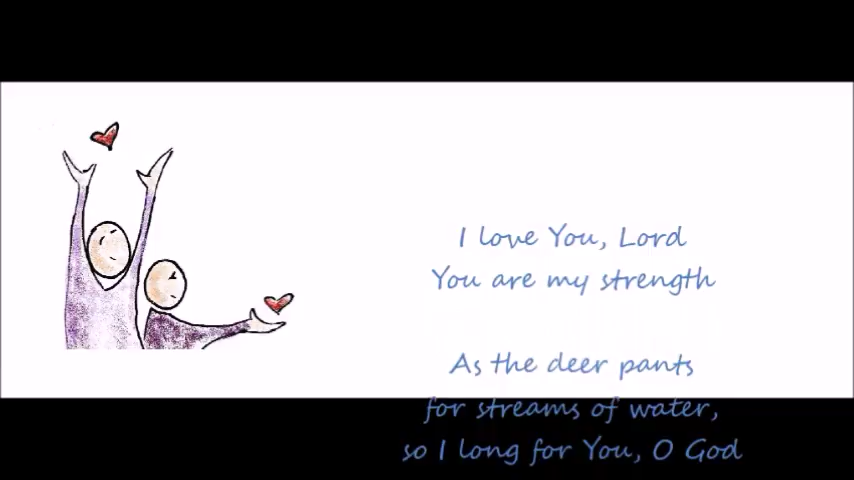 I love You, Lord
You are my strength
As the deer pants
for streams of water,
so I long for You, O God